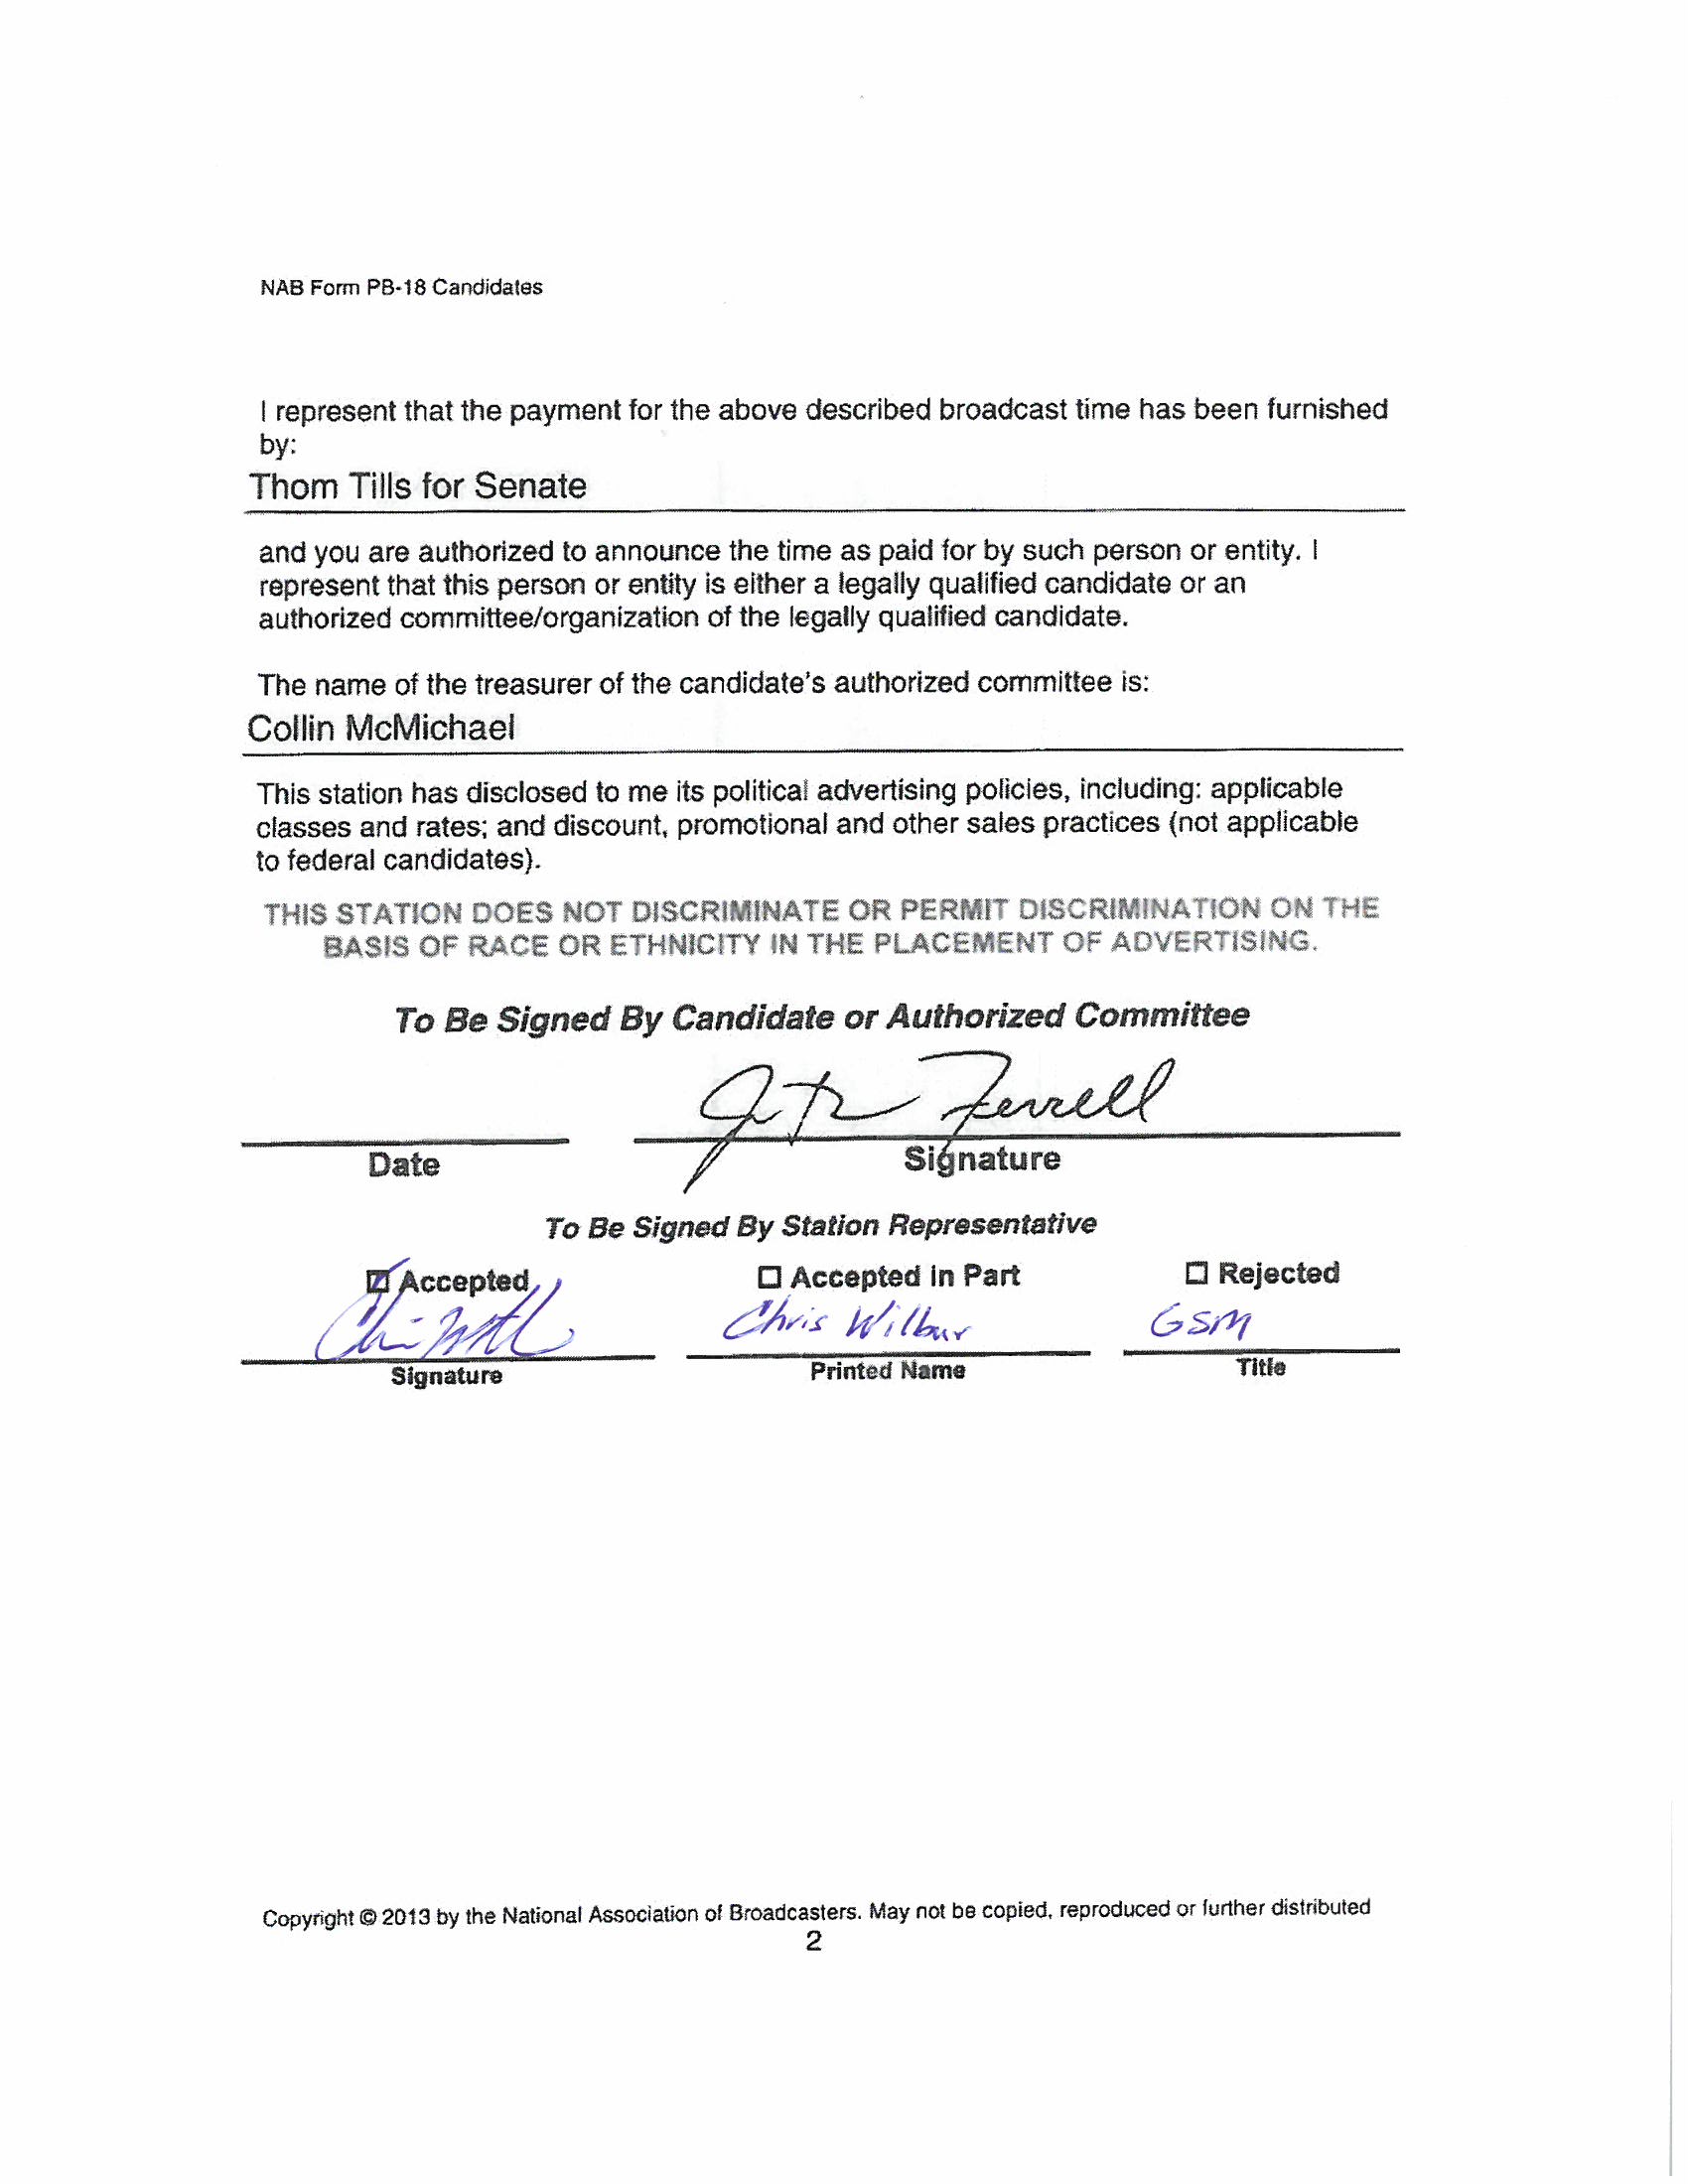 NAB Form PB-18 Candidates
I represent that the payment for the above described broadcast time has been furnished
by:
Thom Tills for Senate
and you are authorized to announce the time as paid for by such person or entity. I
represent that this person or entity is either a legally qualified candidate or an
authorized committee/organization of the legally qualified candidate.
The name of the treasurer of the candidate's authorized committee is:
Collin McMichael
This station has disclosed to me its political advertising policies, including: applicable
classes and rates; and discount, promotional and other sales practices (not applicable
to federal candidates).
THIS STATION DOES NOT DISCRIMINATE OR PERMIT DISCRIMINATION ON THE
BASIS OF RACE OR ETHNICITY IN THE PLACEMENT OF ADVERTISING.
To Be Signed By Candidate or Authorized Committee
Ferrell
Date Signature
To Be Signed By Station Representative
Accepted Accepted in Part Rejected
Chris Wilbur GSM
Signature Printed Name Title
Copyright © 2013 by the National Association of Broadcasters. May not be copied, reproduced or further distributed
2